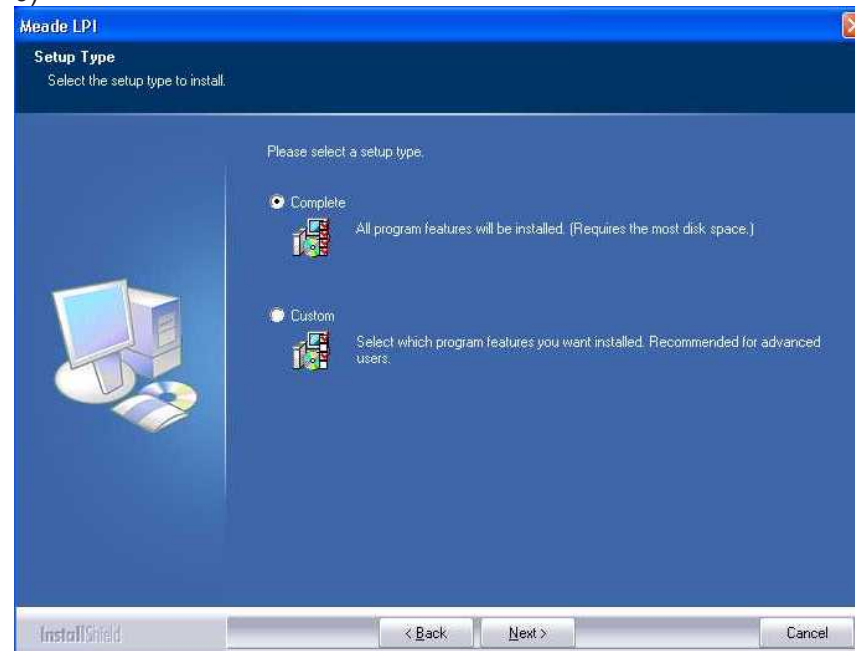 Meade LPI
Setup Type
Select the setup type to install.
Please select a setup type.
Complete
All program features will be installed. (Requires the most disk space.)
Custom
Select which program features you want installed. Recommended for advanced
users.
InstallShield
< Back
Next >
Cancel